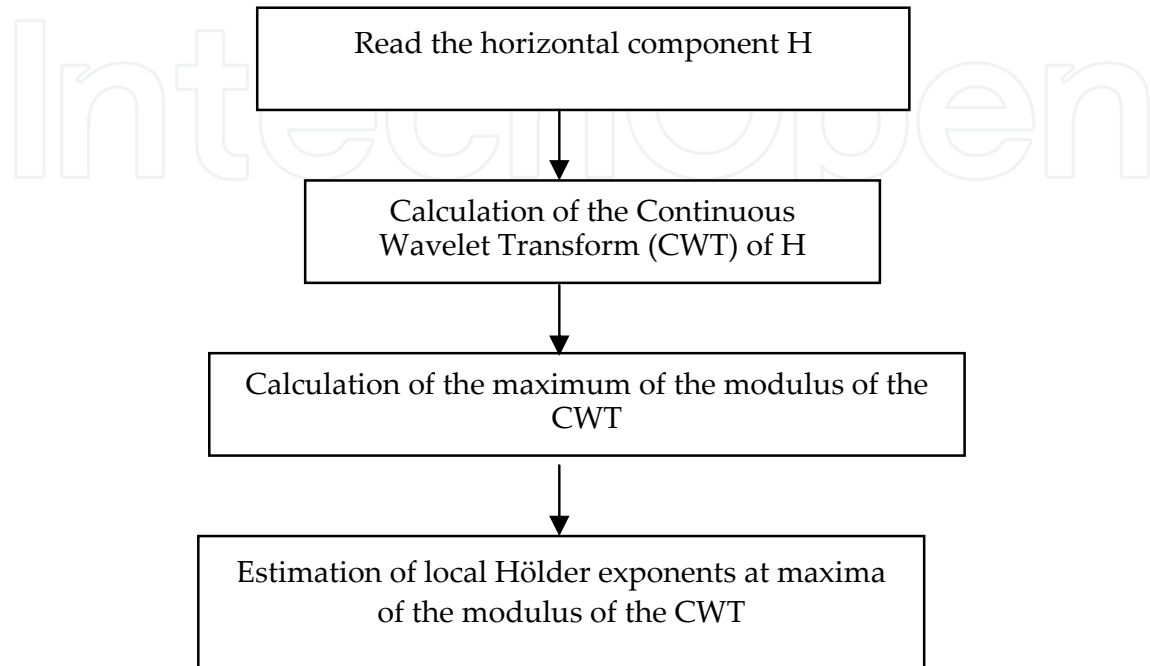 IntechOpen
Read the horizontal component H
Calculation of the Continuous
Wavelet Transform (CWT) of H
Calculation of the maximum of the modulus of the
CWT
Estimation of local Hölder exponents at maxima
of the modulus of the CWT